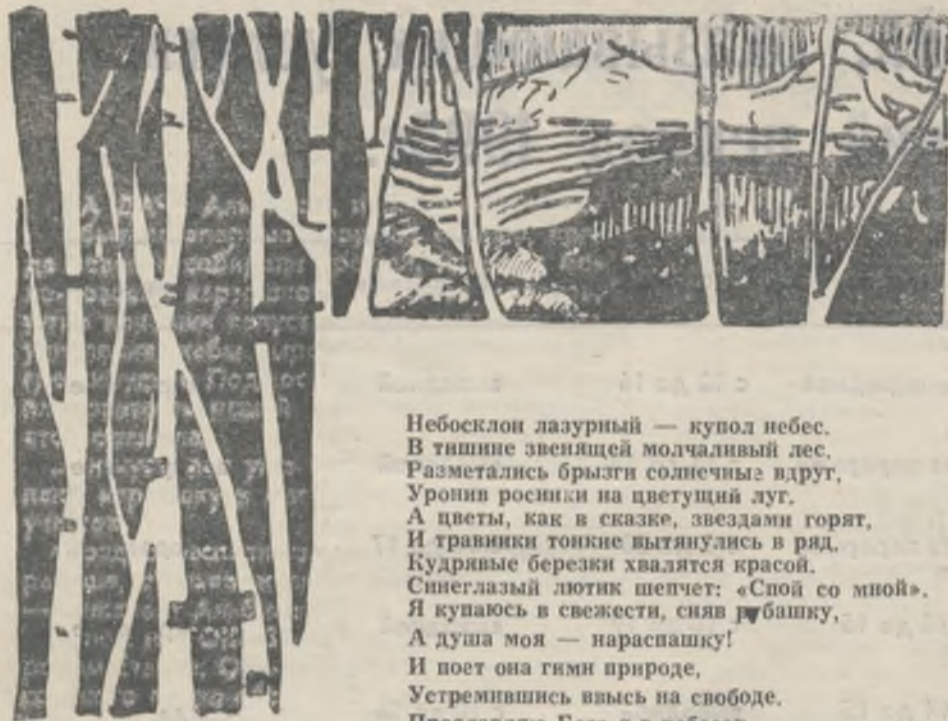 Небосклон лазурный — купол небес.
В тишине звенящей молчаливый лес,
Разметались брызги солнечные вдруг,
Уронив росинки на цветущий луг.
А цветы, как в сказке, звездами горят,
И травинки тонкие вытянулись в ряд.
Кудрявые березки хвалятся красой.
Синеглазый лютик шепчет: «Спой со мной».
Я купаюсь в свежести, сняв рубашку,
А душа моя — нараспашку!
И поет она гимн природе,
Устремившись ввысь на свободе.